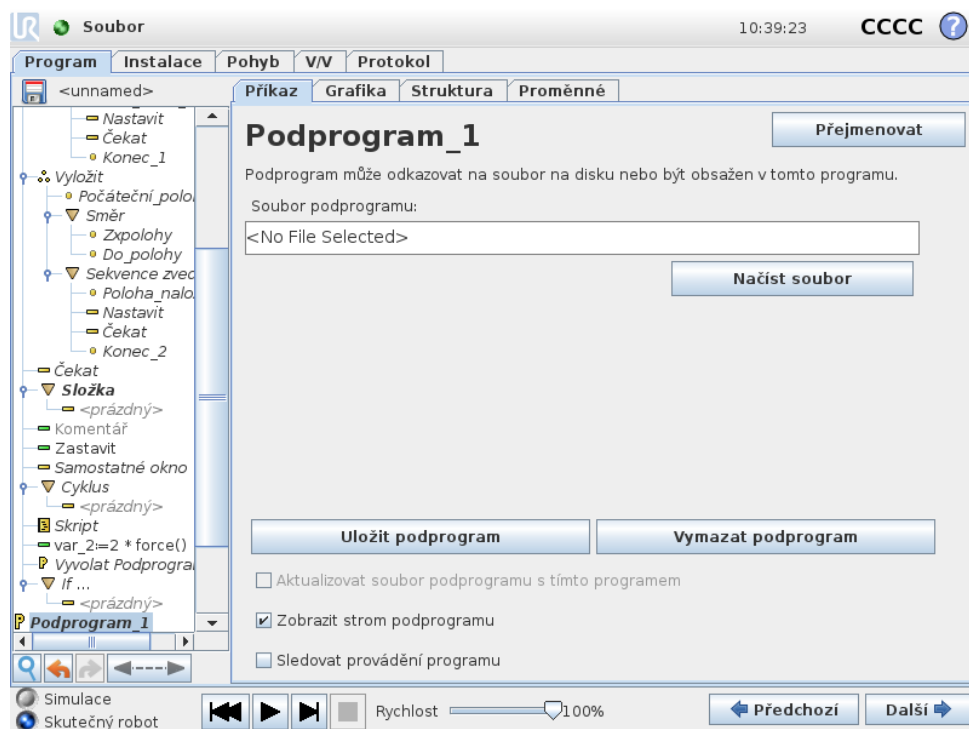 UR Soubor 10:39:23 CCCC ?
Program Instalace Pohyb V/V Protokol
<unnamed>
Příkaz Grafika Struktura Proměnné
Nastavit
Čekat
Konec_1
Vyložit
Počáteční_polo
Směr
Zxpolohy
Do_polohy
Sekvence zved
Poloha_nalo
Nastavit
Čekat
Konec_2
Čekat
Složka
<prázdný>
Komentář
Zastavit
Samostatné okno
Cyklus
<prázdný>
Skript
var_2:=2 * force()
Vyvolat Podprogra
If ...
<prázdný>
Podprogram_1
Podprogram_1
Přejmenovat
Podprogram může odkazovat na soubor na disku nebo být obsažen v tomto programu.
Soubor podprogramu:
<No File Selected>
Načíst soubor
Uložit podprogram Vymazat podprogram
Aktualizovat soubor podprogramu s tímto programem
Zobrazit strom podprogramu
Sledovat provádění programu
Simulace
Skutečný robot
Rychlost 100%
Předchozí Další